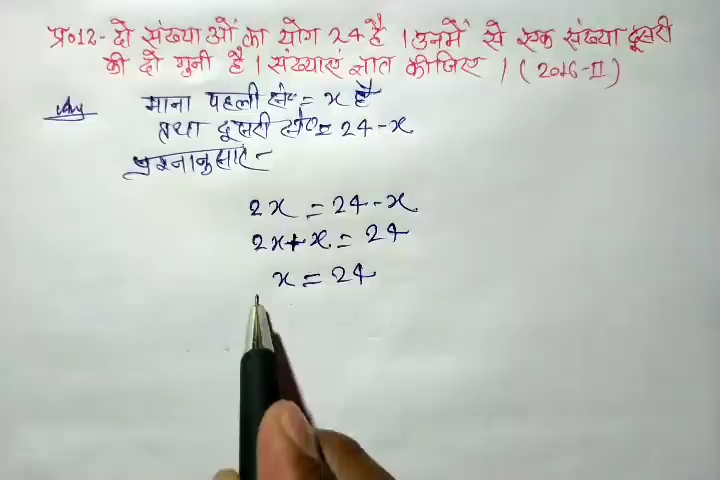 प्र०12- दो संख्याओं का योग 24 है । उनमें से एक संख्या दूसरी
की दो गुनी है । संख्याएं ज्ञात कीजिए । (2016-II)
माना पहली सं० = x है
तथा दूसरी सं० = 24-x
प्रश्नानुसार -
2x = 24-x
2x+x = 24
x = 24